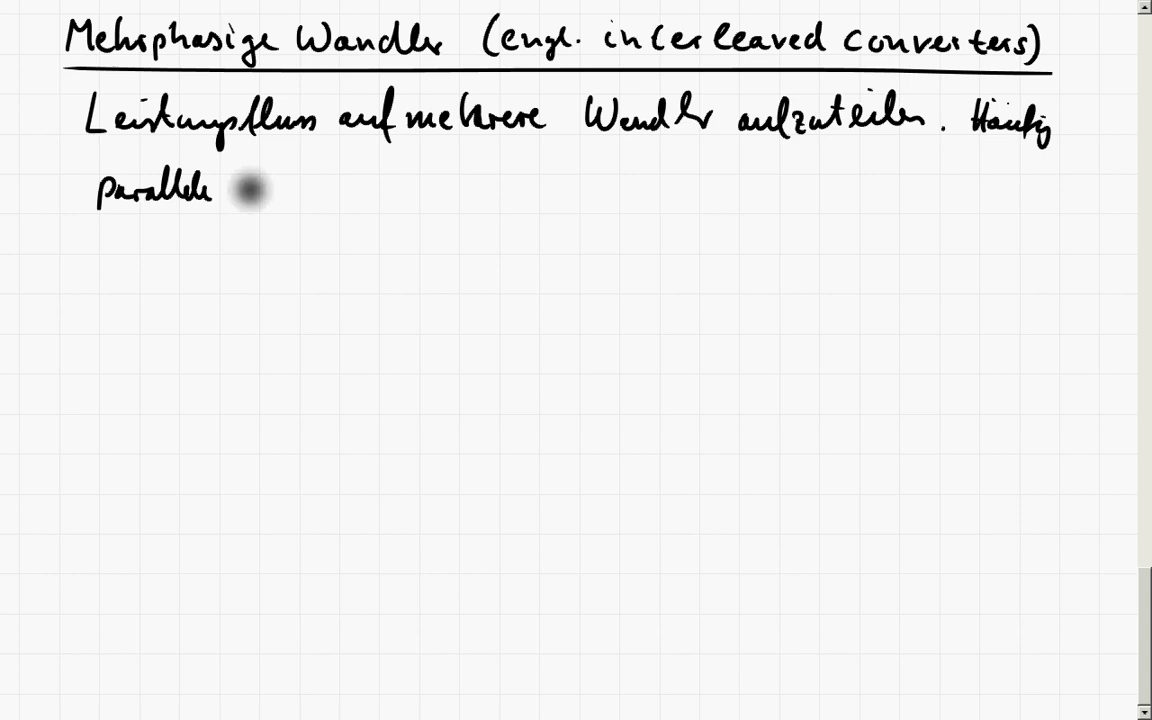 Mehrphasige Wandler (engl. interleaved converters)
Leistungsfluss auf mehrere Wandler aufzuteilen. Häufig
parallele